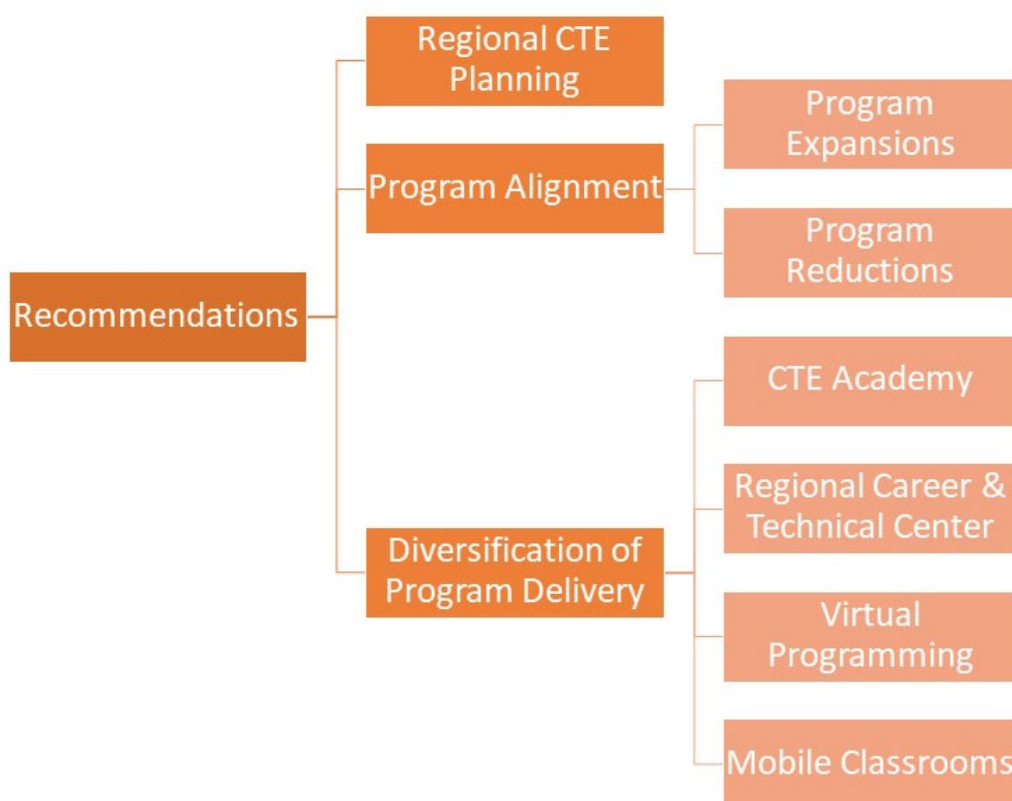 Recommendations
Regional CTE
Planning
Program Alignment
Program
Expansions
Program
Reductions
Diversification of
Program Delivery
CTE Academy
Regional Career &
Technical Center
Virtual
Programming
Mobile Classrooms